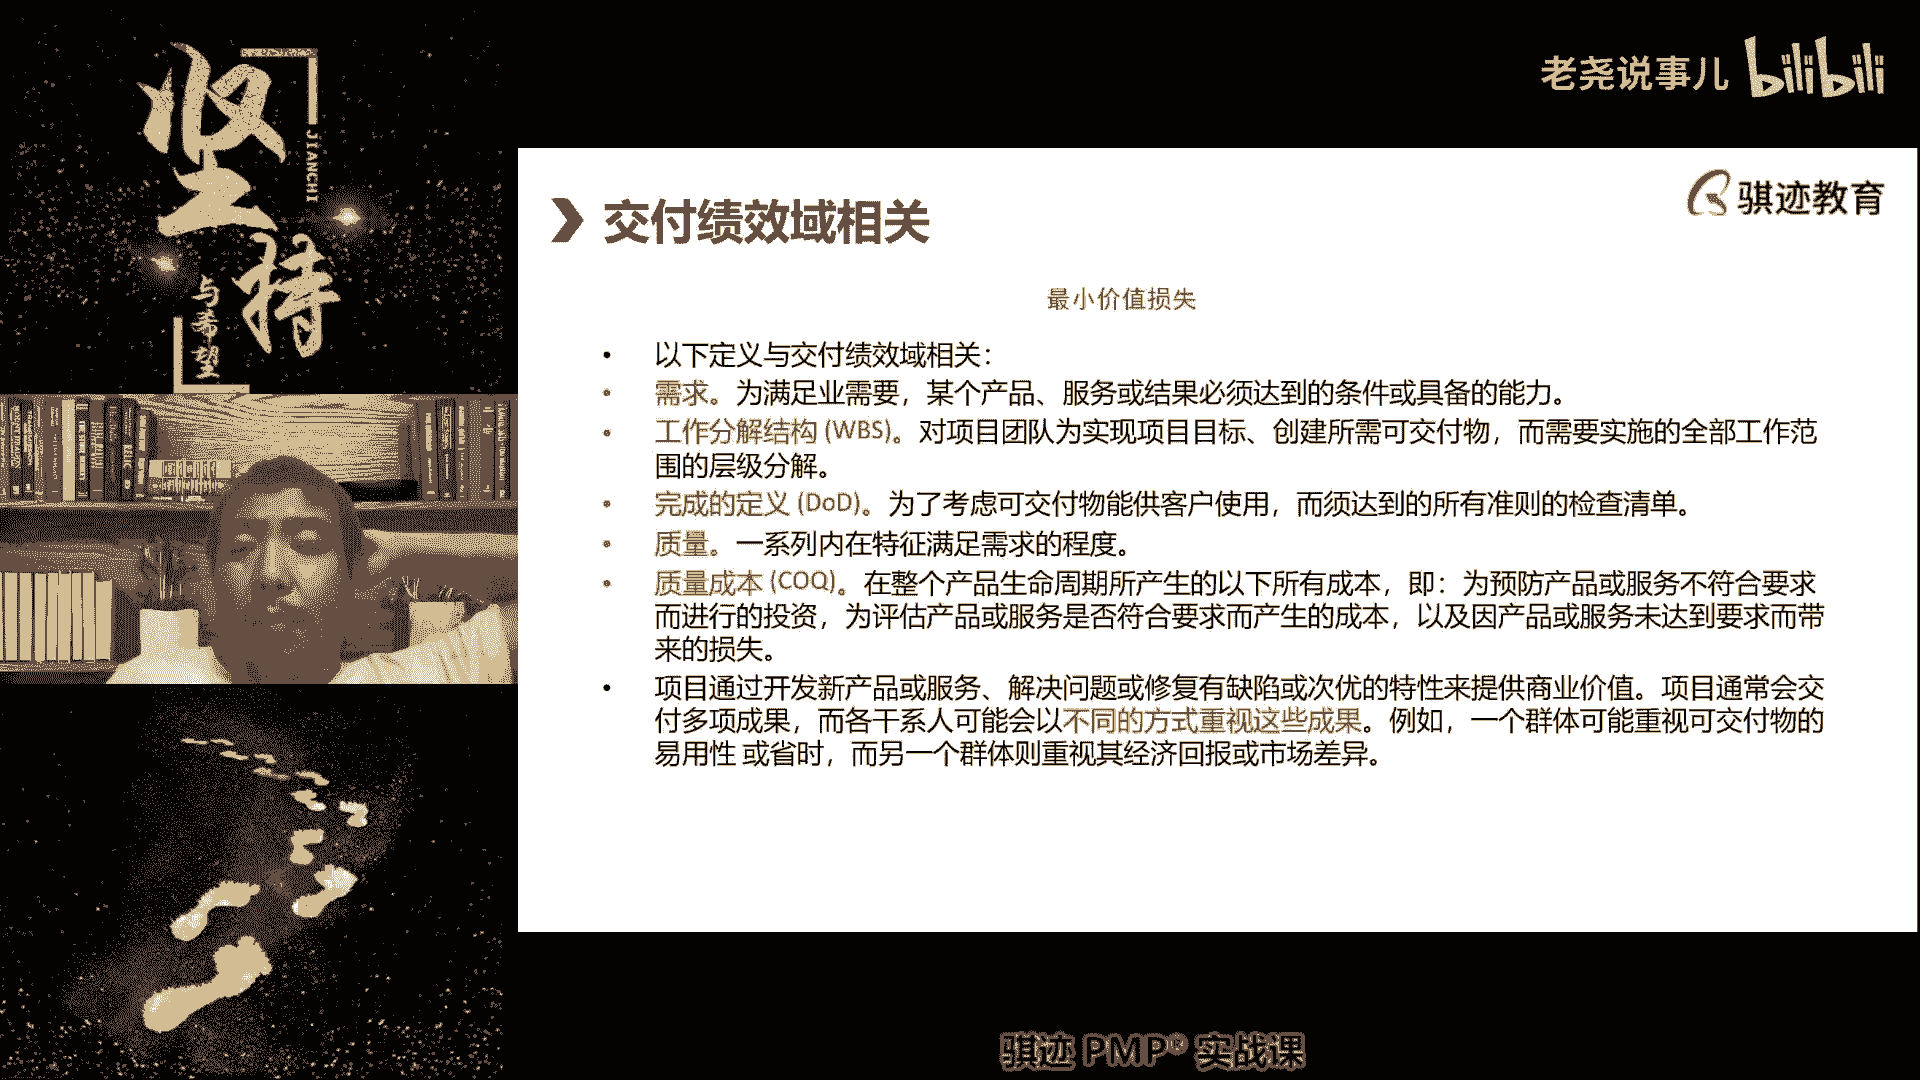 坚持
JIANCHI
与希望
老尧说事儿 bilibili
骐迹教育
交付绩效域相关
最小价值损失
• 以下定义与交付绩效域相关：
• 需求。为满足业需要，某个产品、服务或结果必须达到的条件或具备的能力。
• 工作分解结构 (WBS)。对项目团队为实现项目目标、创建所需可交付物，而需要实施的全部工作范
围的层级分解。
• 完成的定义 (DoD)。为了考虑可交付物能供客户使用，而须达到的所有准则的检查清单。
• 质量。一系列内在特征满足需求的程度。
• 质量成本 (COQ)。在整个产品生命周期所产生的以下所有成本，即：为预防产品或服务不符合要求
而进行的投资，为评估产品或服务是否符合要求而产生的成本，以及因产品或服务未达到要求而带
来的损失。
• 项目通过开发新产品或服务、解决问题或修复有缺陷或次优的特性来提供商业价值。项目通常会交
付多项成果，而各干系人可能会以不同的方式重视这些成果。例如，一个群体可能重视可交付物的
易用性 或省时，而另一个群体则重视其经济回报或市场差异。
骐迹 PMP® 实战课